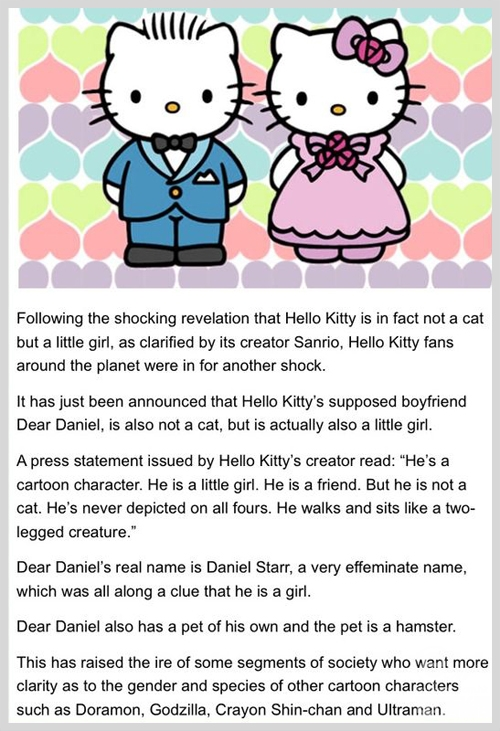 Following the shocking revelation that Hello Kitty is in fact not a cat
but a little girl, as clarified by its creator Sanrio, Hello Kitty fans
around the planet were in for another shock.
It has just been announced that Hello Kitty's supposed boyfriend
Dear Daniel, is also not a cat, but is actually also a little girl.
A press statement issued by Hello Kitty's creator read: “He's a
cartoon character. He is a little girl. He is a friend. But he is not a
cat. He's never depicted on all fours. He walks and sits like a two-
legged creature.”
Dear Daniel's real name is Daniel Starr, a very effeminate name,
which was all along a clue that he is a girl.
Dear Daniel also has a pet of his own and the pet is a hamster.
This has raised the ire of some segments of society who want more
clarity as to the gender and species of other cartoon characters
such as Doramon, Godzilla, Crayon Shin-chan and Ultraman.